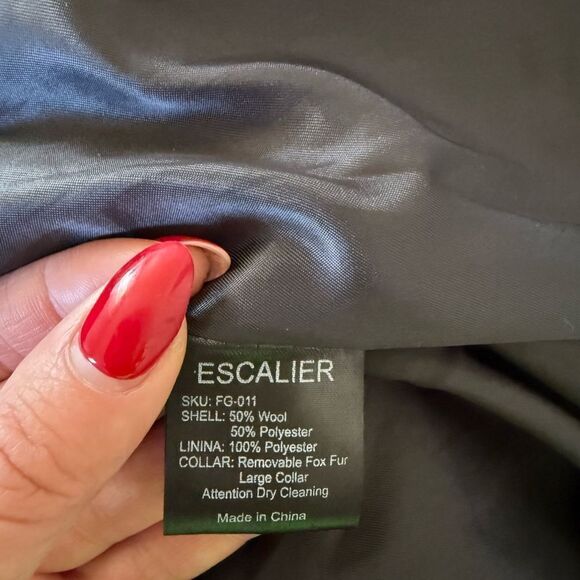 ESCALIER
SKU: FG-011
SHELL: 50% Wool
50% Polyester
LININA: 100% Polyester
COLLAR: Removable Fox Fur
Large Collar
Attention Dry Cleaning
Made in China